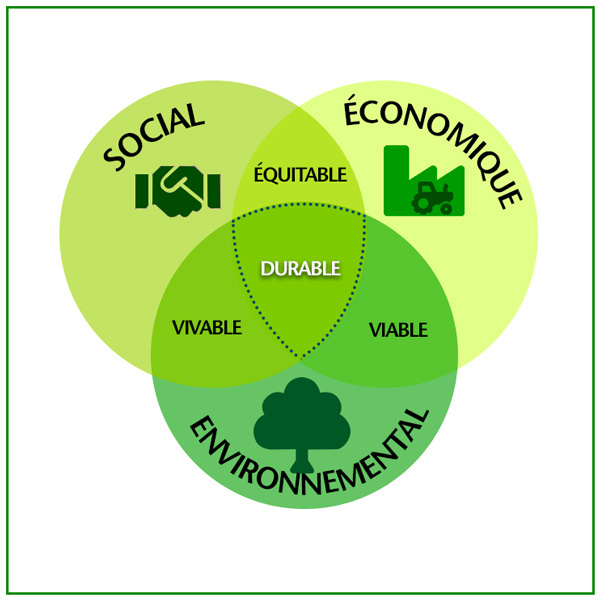 SOCIAL
ÉCONOMIQUE
ÉQUITABLE
DURABLE
VIVABLE
VIABLE
ENVIRONNEMENTAL